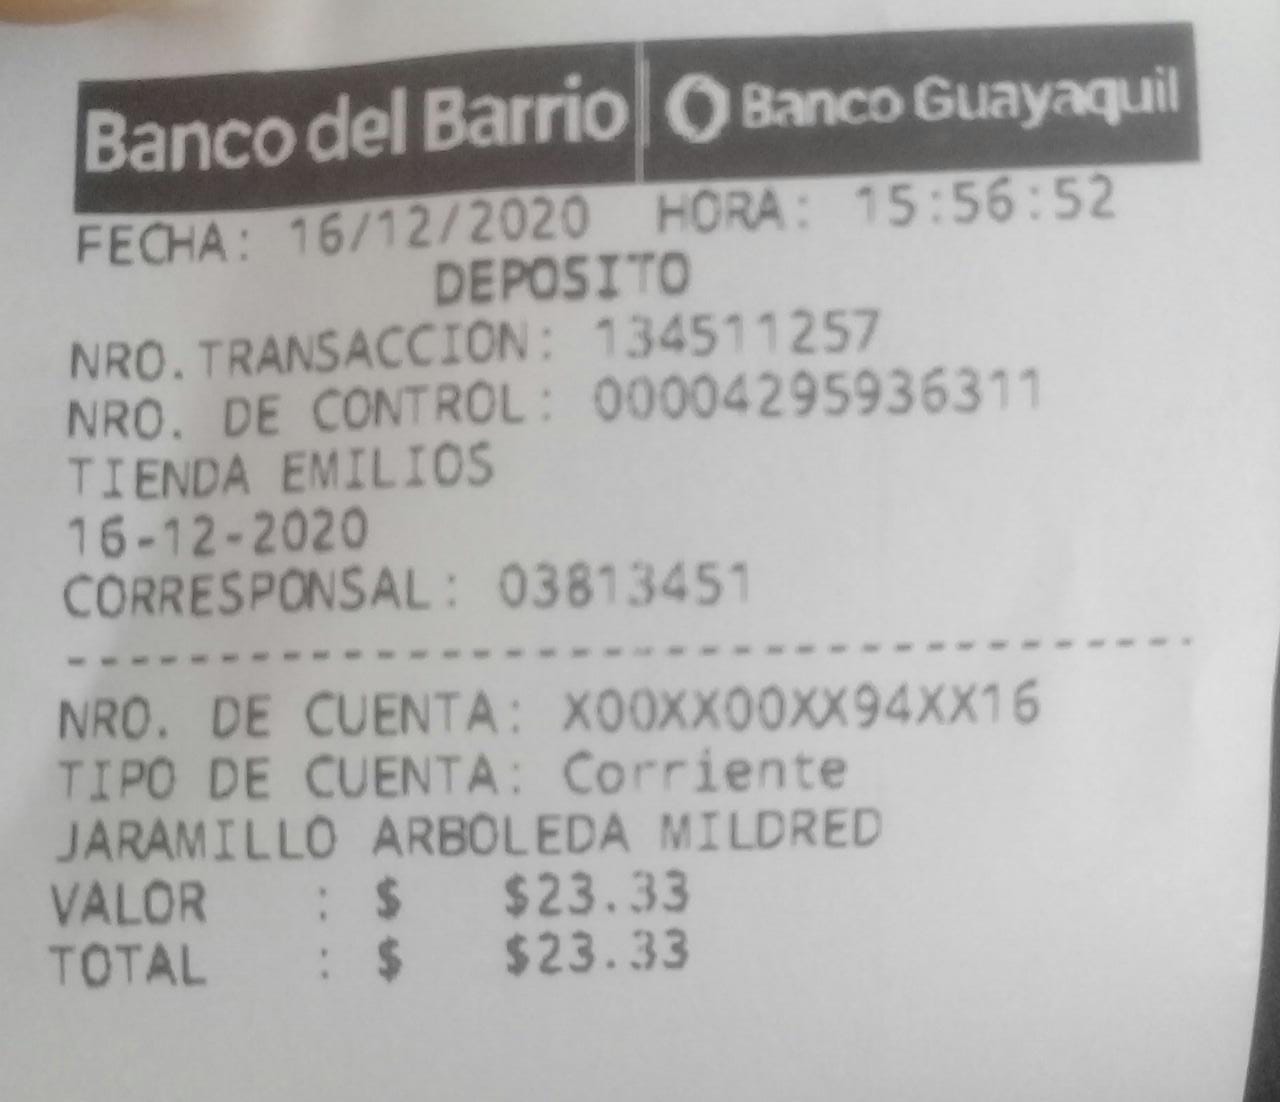 Banco del Barrio | Banco Guayaquil
FECHA: 16/12/2020 HORA: 15:56:52
DEPOSITO
NRO.TRANSACCION: 134511257
NRO. DE CONTROL: 00004295936311
TIENDA EMILIOS
16-12-2020
CORRESPONSAL: 03813451
-------------------------------------
NRO. DE CUENTA: X00XX00XX94XX16
TIPO DE CUENTA: Corriente
JARAMILLO ARBOLEDA MILDRED
VALOR : $ $23.33
TOTAL : $ $23.33